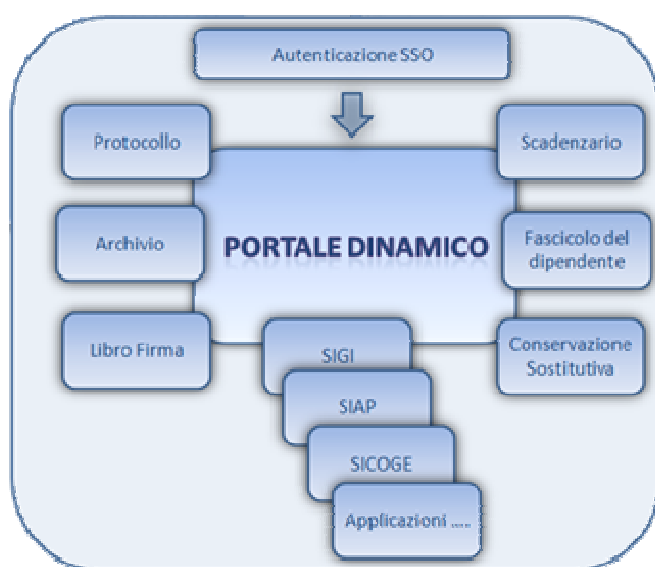 Autenticazione SSO
Protocollo
Scadenzario
Archivio
PORTALE DINAMICO
Fascicolo del
dipendente
Libro Firma
Conservazione
Sostitutiva
SIGI
SIAP
SICOGE
Applicazioni .....